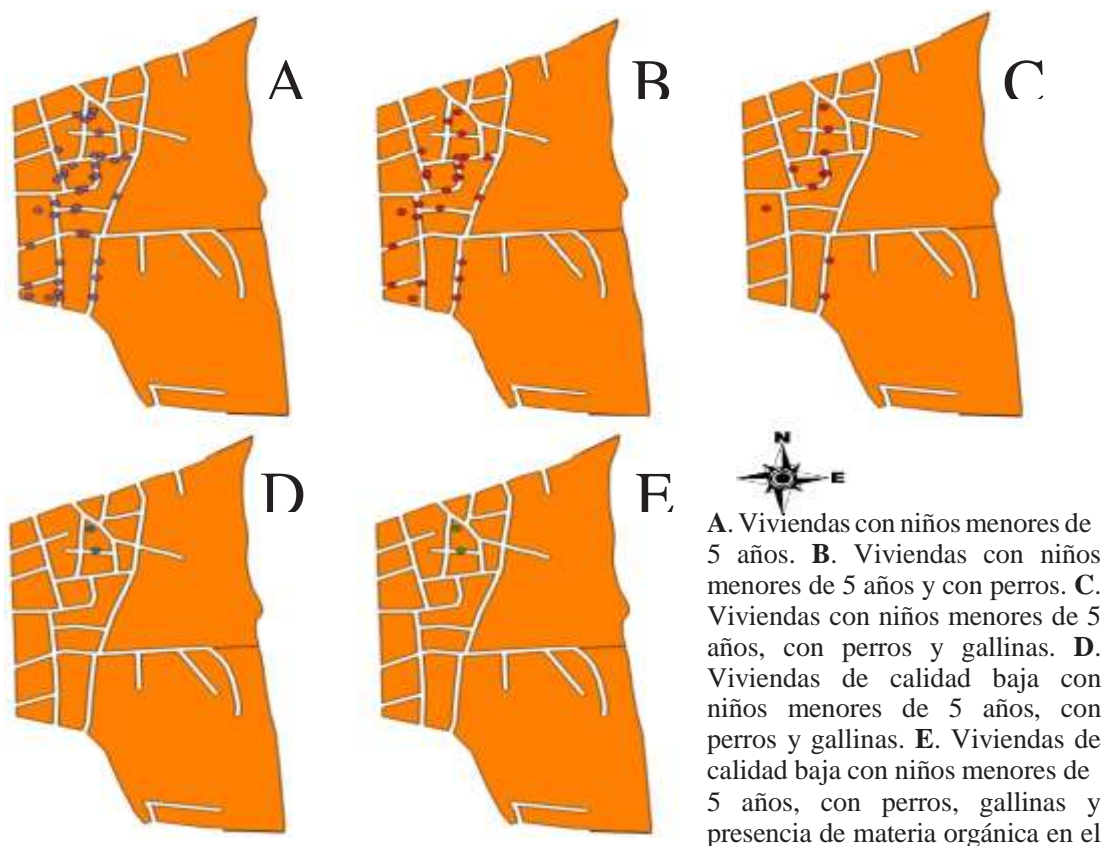 A
B
C
D
E
N
E
A. Viviendas con niños menores de
5 años. B. Viviendas con niños
menores de 5 años y con perros. C.
Viviendas con niños menores de 5
años, con perros y gallinas. D.
Viviendas de calidad baja con
niños menores de 5 años, con
perros y gallinas. E. Viviendas de
calidad baja con niños menores de
5 años, con perros, gallinas y
presencia de materia orgánica en el